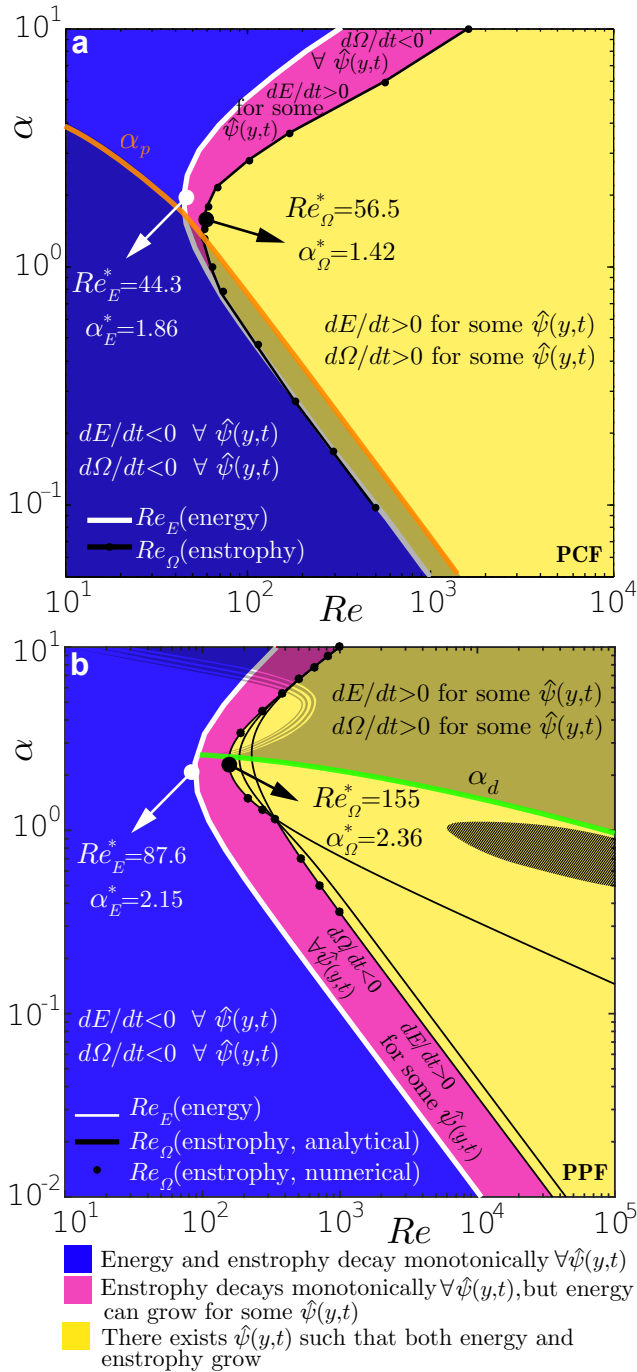 a
10^1
dΩ/dt<0
∀ ψ̂(y,t)
dE/dt>0
for some
ψ̂(y,t)
α_p
α
Re*_Ω=56.5
α*_Ω=1.42
10^0
Re*_E=44.3
α*_E=1.86
dE/dt>0 for some ψ̂(y,t)
dΩ/dt>0 for some ψ̂(y,t)
dE/dt<0 ∀ ψ̂(y,t)
dΩ/dt<0 ∀ ψ̂(y,t)
10^-1
Re_E(energy)
Re_Ω(enstrophy)
PCF
10^1 10^2 10^3 10^4
Re
b
10^1
dE/dt>0 for some ψ̂(y,t)
dΩ/dt>0 for some ψ̂(y,t)
α
α_d
Re*_Ω=155
α*_Ω=2.36
10^0
Re*_E=87.6
α*_E=2.15
dΩ/dt<0
∀ψ̂(y,t)
dE/dt>0
for some ψ̂(y,t)
10^-1
dE/dt<0 ∀ ψ̂(y,t)
dΩ/dt<0 ∀ ψ̂(y,t)
Re_E(energy)
Re_Ω(enstrophy, analytical)
Re_Ω(enstrophy, numerical)
PPF
10^-2
10^1 10^2 10^3 10^4 10^5
Re
Energy and enstrophy decay monotonically ∀ψ̂(y,t)
Enstrophy decays monotonically ∀ψ̂(y,t), but energy
can grow for some ψ̂(y,t)
There exists ψ̂(y,t) such that both energy and
enstrophy grow